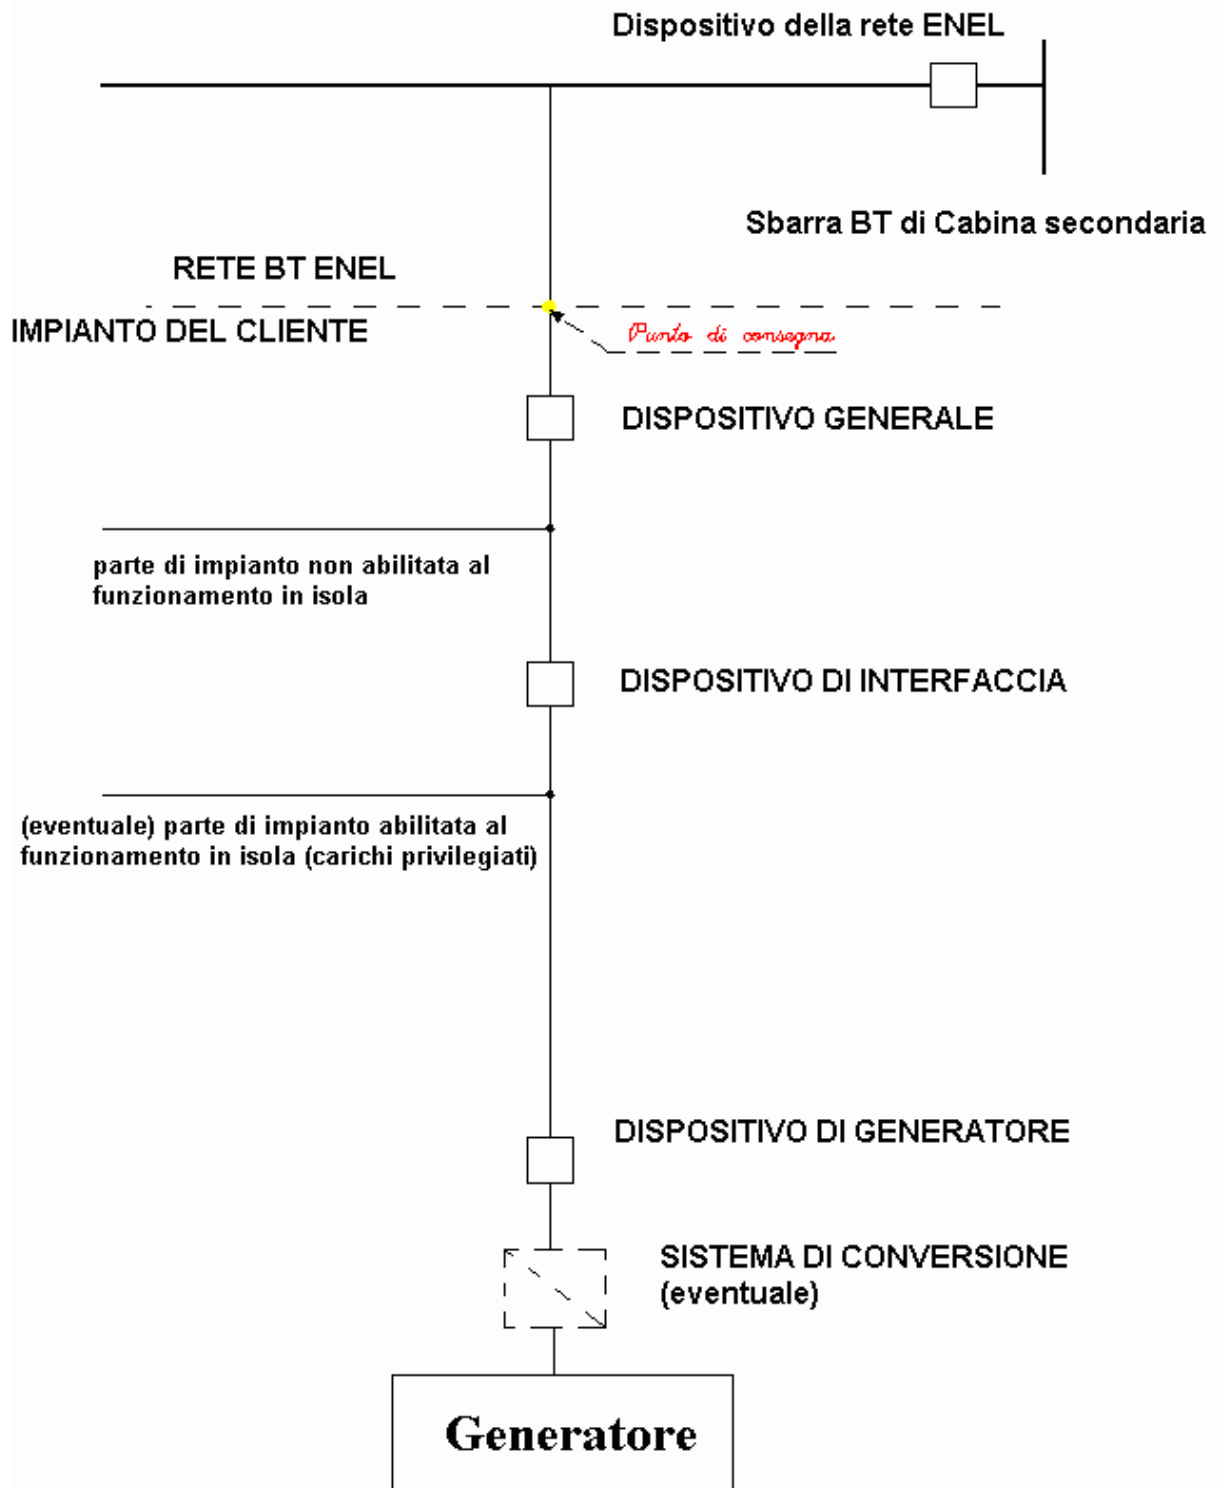 Dispositivo della rete ENEL
Sbarra BT di Cabina secondaria
RETE BT ENEL
IMPIANTO DEL CLIENTE
Punto di consegna
DISPOSITIVO GENERALE
parte di impianto non abilitata al
funzionamento in isola
DISPOSITIVO DI INTERFACCIA
(eventuale) parte di impianto abilitata al
funzionamento in isola (carichi privilegiati)
DISPOSITIVO DI GENERATORE
SISTEMA DI CONVERSIONE
(eventuale)
Generatore